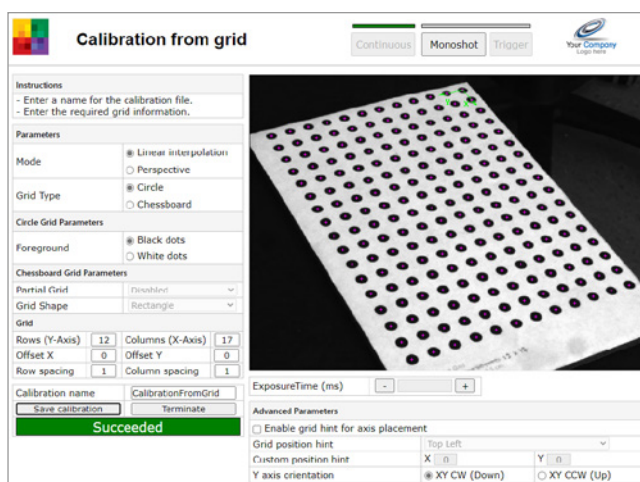 Calibration from grid
Continuous
Monoshot
Trigger
Your Company
Logo here
Instructions
- Enter a name for the calibration file.
- Enter the required grid information.
Parameters
Mode
Linear interpolation
Perspective
Grid Type
Circle
Chessboard
Circle Grid Parameters
Foreground
Black dots
White dots
Chessboard Grid Parameters
Partial Grid
Disabled
Grid Shape
Rectangle
Grid
Rows (Y-Axis) 12 Columns (X-Axis) 17
Offset X 0 Offset Y 0
Row spacing 1 Column spacing 1
Calibration name CalibrationFromGrid
Save calibration
Terminate
Succeeded
ExposureTime (ms) - +
Advanced Parameters
Enable grid hint for axis placement
Grid position hint Top Left
Custom position hint X 0 Y 0
Y axis orientation XY CW (Down) XY CCW (Up)